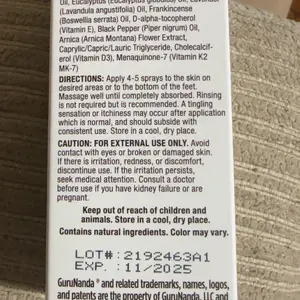 Oil, Eucalyptus (Eucalyptus globulus) Oil, Lavender
(Lavandula angustifolia) Oil, Frankincense
(Boswellia serrata) Oil, D-alpha-tocopherol
(Vitamin E), Black Pepper (Piper nigrum) Oil,
Arnica (Arnica Montana) Flower Extract,
Caprylic/Capric/Lauric Triglyceride, Cholecalcif-
erol (Vitamin D3), Menaquinone-7 (Vitamin K2
MK-7)
DIRECTIONS: Apply 4-5 sprays to the skin on
desired areas or to the bottom of the feet.
Massage well until completely absorbed. Rinsing
is not required but is recommended. A tingling
sensation or itchiness may occur after application
which is normal, and should subside with
consistent use. Store in a cool, dry place.
CAUTION: FOR EXTERNAL USE ONLY. Avoid
contact with eyes or broken or damaged skin.
If there is irritation, redness, or discomfort,
discontinue use. If the irritation persists,
seek medical attention. Consult a doctor
before use if you have kidney failure or are
pregnant.
Keep out of reach of children and
animals. Store in a cool, dry place.
Contains natural ingredients. Color may vary.
LOT#: 2192463A1
EXP.: 11/2025
GuruNanda® and related trademarks, names, logos,
and patents are the property of GuruNanda, LLC and